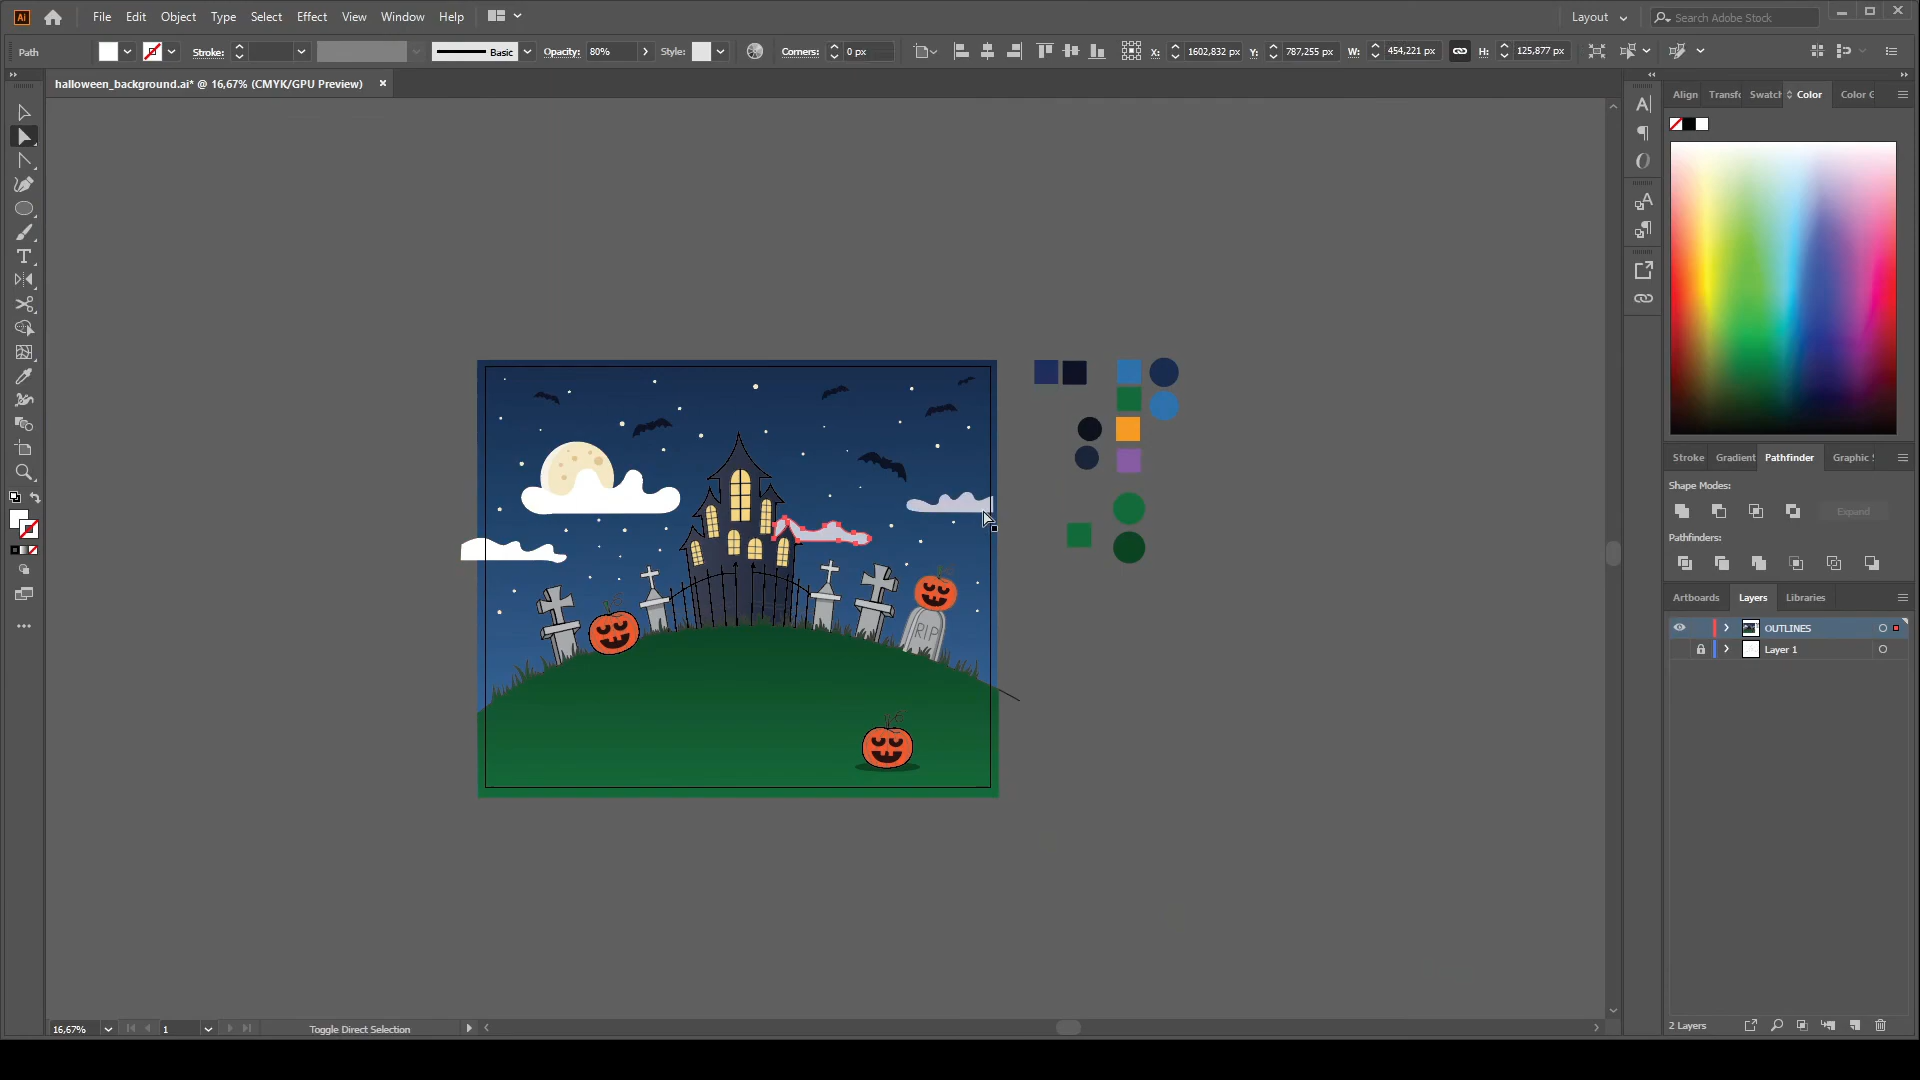 Ai File Edit Object Type Select Effect View Window Help Layout Search Adobe Stock
Path Stroke: Basic Opacity: 80% Style: Corners: 0 px X: 1602,832 px Y: 787,255 px W: 454,221 px H: 125,877 px
halloween_background.ai* @ 16,67% (CMYK/GPU Preview)
Align Transfo Swatch Color Color G
RIP
Stroke Gradient Pathfinder Graphic S
Shape Modes:
Expand
Pathfinders:
Artboards Layers Libraries
OUTLINES
Layer 1
2 Layers
16,67% 1 Toggle Direct Selection